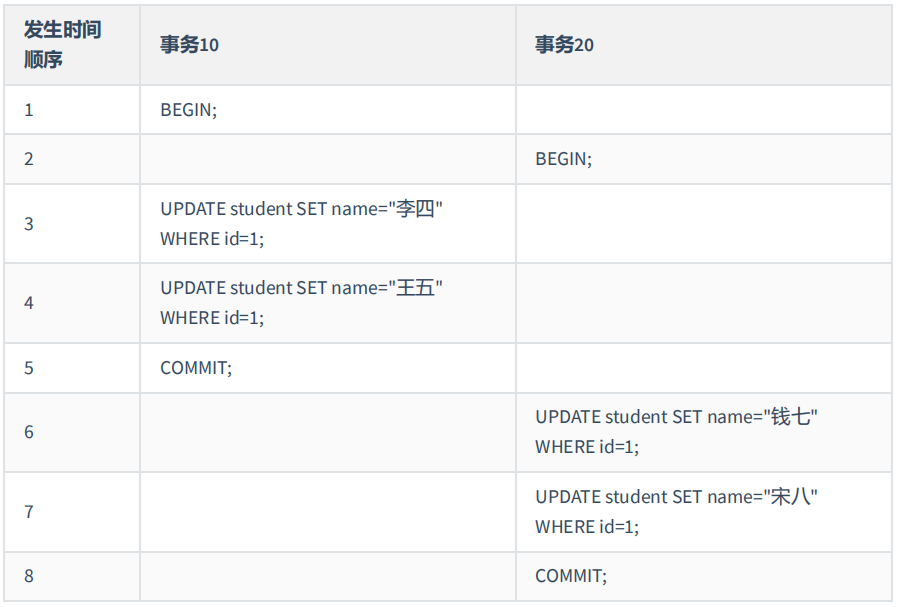 发生时间
顺序
事务10
事务20
1
BEGIN;
2
BEGIN;
3
UPDATE student SET name="李四"
WHERE id=1;
4
UPDATE student SET name="王五"
WHERE id=1;
5
COMMIT;
6
UPDATE student SET name="钱七"
WHERE id=1;
7
UPDATE student SET name="宋八"
WHERE id=1;
8
COMMIT;